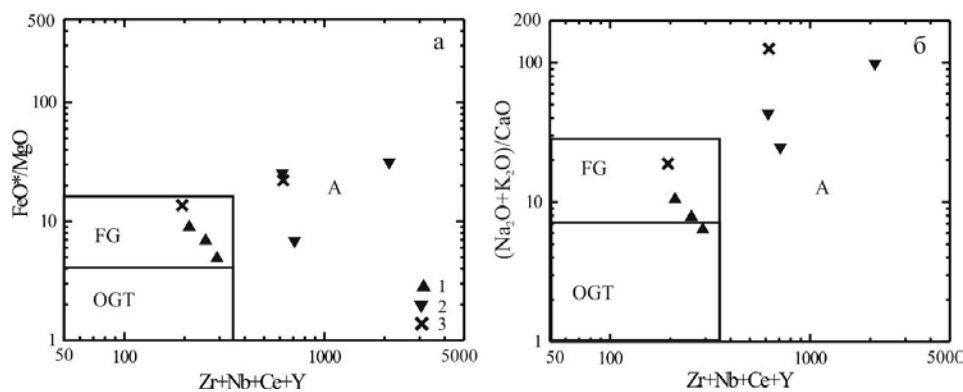 500
а
100
FeO*/MgO
A
10
FG
1
2
OGT
3
1
50
100
1000
5000
Zr+Nb+Ce+Y
б
100
(Na₂O+K₂O)/CaO
FG
A
10
OGT
1
50
100
1000
5000
Zr+Nb+Ce+Y